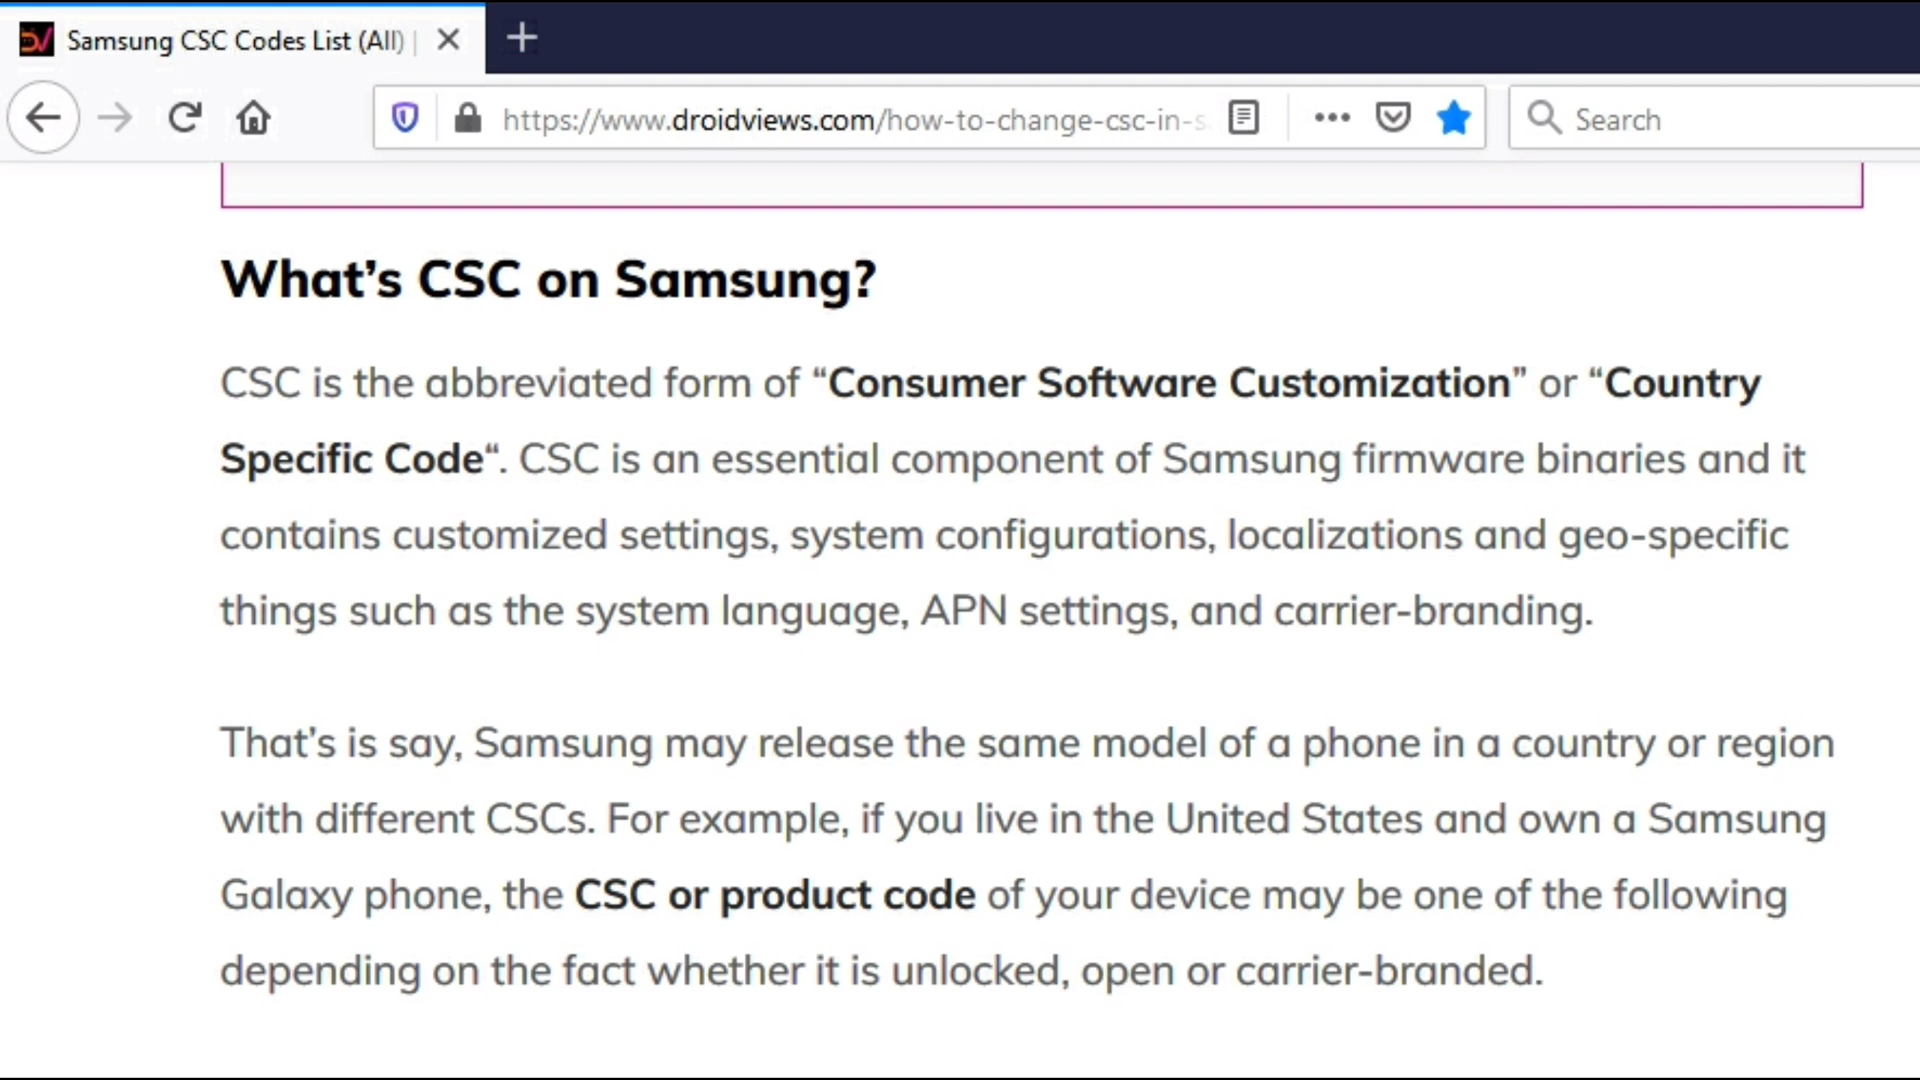 Samsung CSC Codes List (All) |
https://www.droidviews.com/how-to-change-csc-in-s
Search
What’s CSC on Samsung?
CSC is the abbreviated form of “Consumer Software Customization” or “Country
Specific Code“. CSC is an essential component of Samsung firmware binaries and it
contains customized settings, system configurations, localizations and geo-specific
things such as the system language, APN settings, and carrier-branding.
That’s is say, Samsung may release the same model of a phone in a country or region
with different CSCs. For example, if you live in the United States and own a Samsung
Galaxy phone, the CSC or product code of your device may be one of the following
depending on the fact whether it is unlocked, open or carrier-branded.